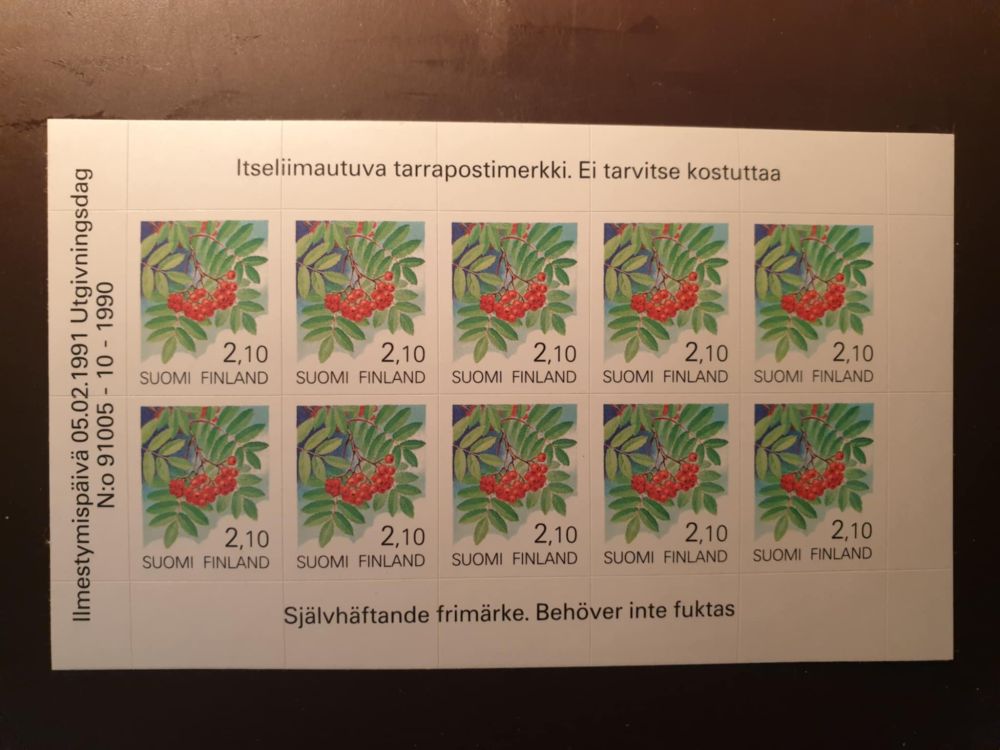 Itseliimautuva tarrapostimerkki. Ei tarvitse kostuttaa
Ilmestymispäivä 05.02.1991 Utgivningsdag
N:o 91005 - 10 - 1990
2,10
SUOMI FINLAND
2,10
SUOMI FINLAND
2,10
SUOMI FINLAND
2,10
SUOMI FINLAND
2,10
SUOMI FINLAND
2,10
SUOMI FINLAND
2,10
SUOMI FINLAND
2,10
SUOMI FINLAND
2,10
SUOMI FINLAND
2,10
SUOMI FINLAND
Självhäftande frimärke. Behöver inte fuktas